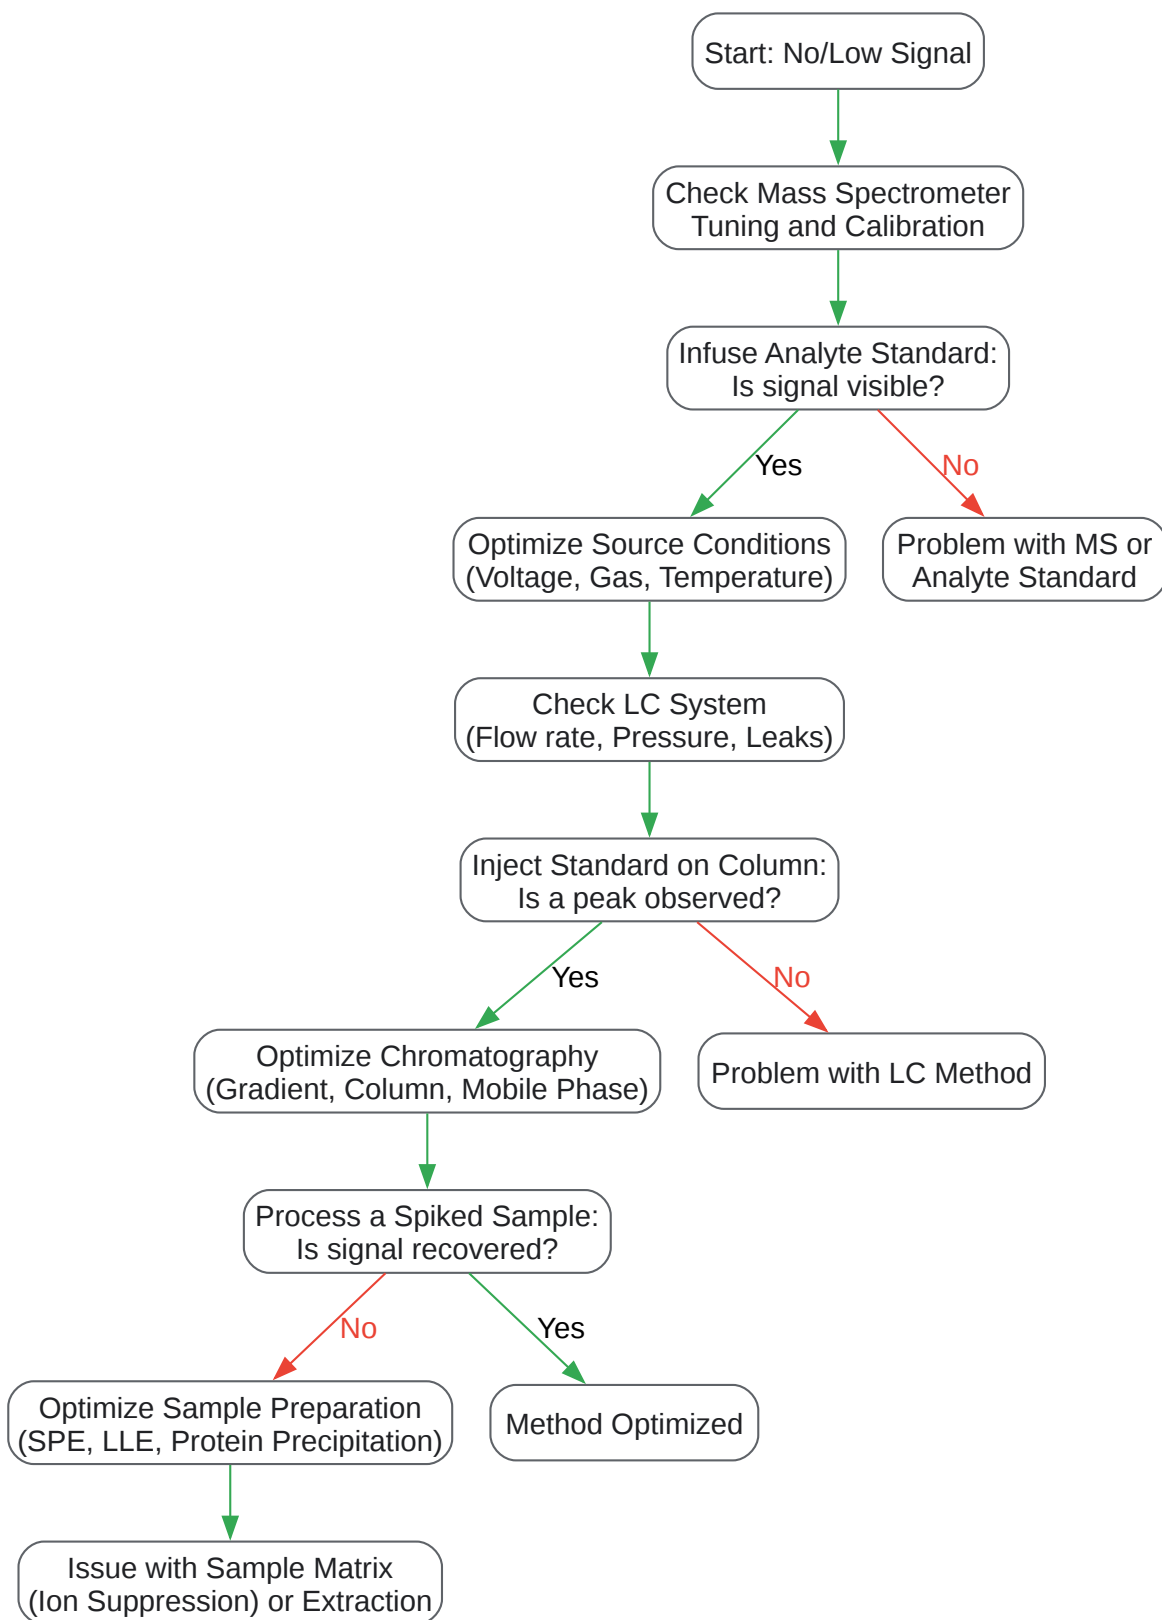 Start: No/Low Signal
Check Mass Spectrometer
Tuning and Calibration
Infuse Analyte Standard:
Is signal visible?
Yes
No
Optimize Source Conditions
(Voltage, Gas, Temperature)
Problem with MS or
Analyte Standard
Check LC System
(Flow rate, Pressure, Leaks)
Inject Standard on Column:
Is a peak observed?
Yes
No
Optimize Chromatography
(Gradient, Column, Mobile Phase)
Problem with LC Method
Process a Spiked Sample:
Is signal recovered?
No
Yes
Optimize Sample Preparation
(SPE, LLE, Protein Precipitation)
Method Optimized
Issue with Sample Matrix
(Ion Suppression) or Extraction